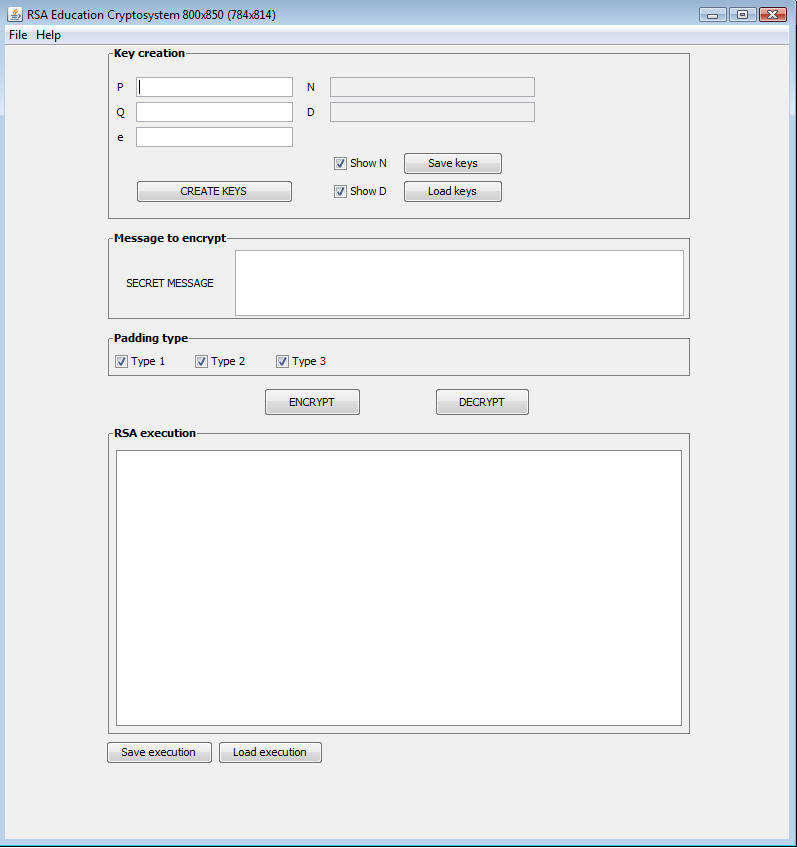 RSA Education Cryptosystem 800x850 (784x814)
File Help
Key creation
P N
Q D
e
Show N Save keys
CREATE KEYS Show D Load keys
Message to encrypt
SECRET MESSAGE
Padding type
Type 1 Type 2 Type 3
ENCRYPT DECRYPT
RSA execution
Save execution Load execution